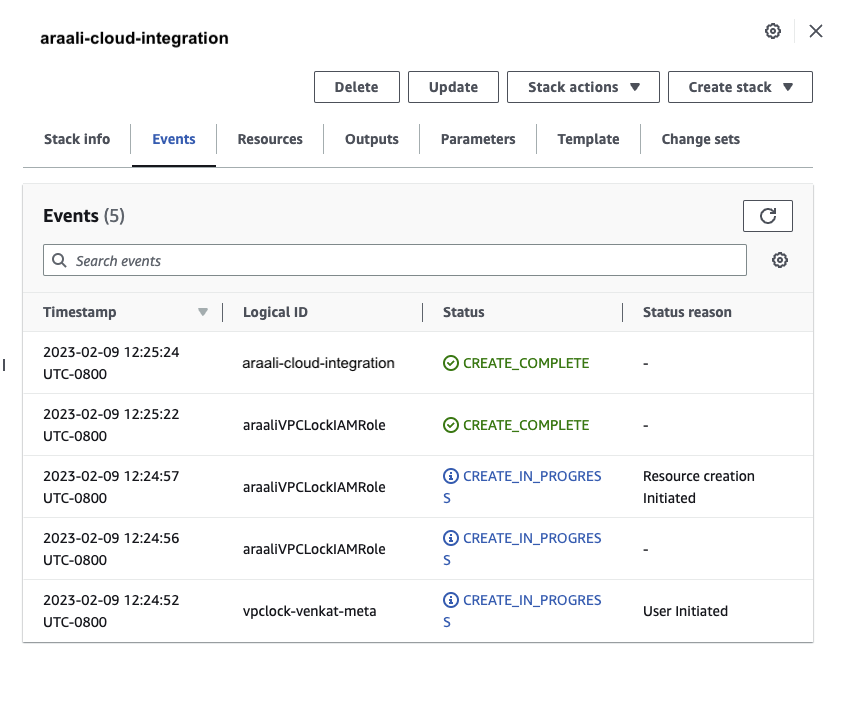 araali-cloud-integration
Delete
Update
Stack actions
Create stack
Stack info
Events
Resources
Outputs
Parameters
Template
Change sets
Events (5)
Search events
Timestamp
Logical ID
Status
Status reason
2023-02-09 12:25:24
UTC-0800
araali-cloud-integration
CREATE_COMPLETE
-
2023-02-09 12:25:22
UTC-0800
araaliVPCLockIAMRole
CREATE_COMPLETE
-
2023-02-09 12:24:57
UTC-0800
araaliVPCLockIAMRole
CREATE_IN_PROGRES
S
Resource creation
Initiated
2023-02-09 12:24:56
UTC-0800
araaliVPCLockIAMRole
CREATE_IN_PROGRES
S
-
2023-02-09 12:24:52
UTC-0800
vpclock-venkat-meta
CREATE_IN_PROGRES
S
User Initiated